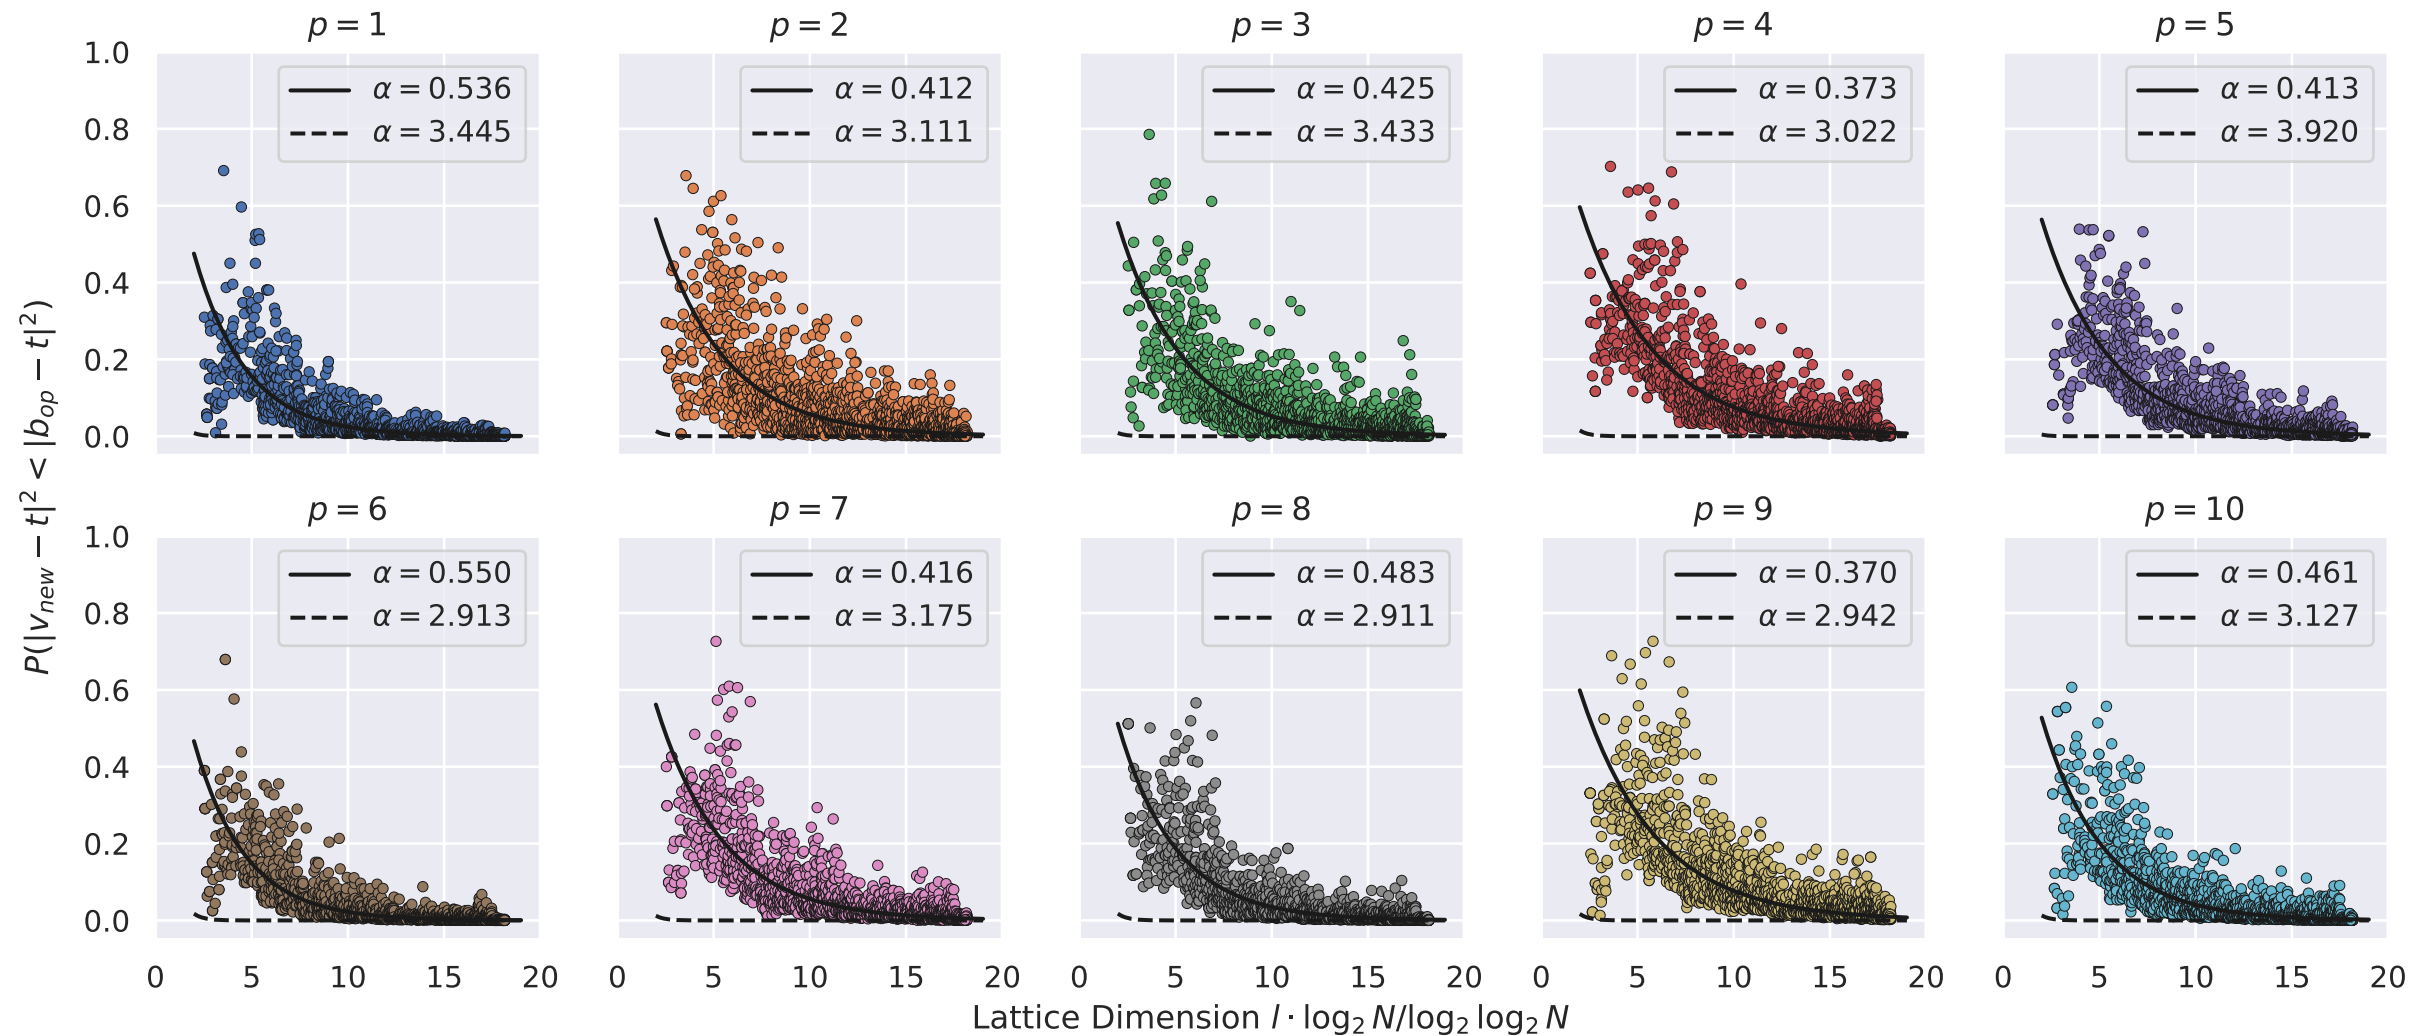 p = 1
p = 2
p = 3
p = 4
p = 5
1.0
0.8
0.6
0.4
0.2
0.0
α = 0.536
α = 3.445
α = 0.412
α = 3.111
α = 0.425
α = 3.433
α = 0.373
α = 3.022
α = 0.413
α = 3.920
P(|v_new − t|² < |b_op − t|²)
p = 6
p = 7
p = 8
p = 9
p = 10
1.0
0.8
0.6
0.4
0.2
0.0
α = 0.550
α = 2.913
α = 0.416
α = 3.175
α = 0.483
α = 2.911
α = 0.370
α = 2.942
α = 0.461
α = 3.127
0 5 10 15 20
0 5 10 15 20
0 5 10 15 20
0 5 10 15 20
0 5 10 15 20
Lattice Dimension l · log₂ N/log₂ log₂ N